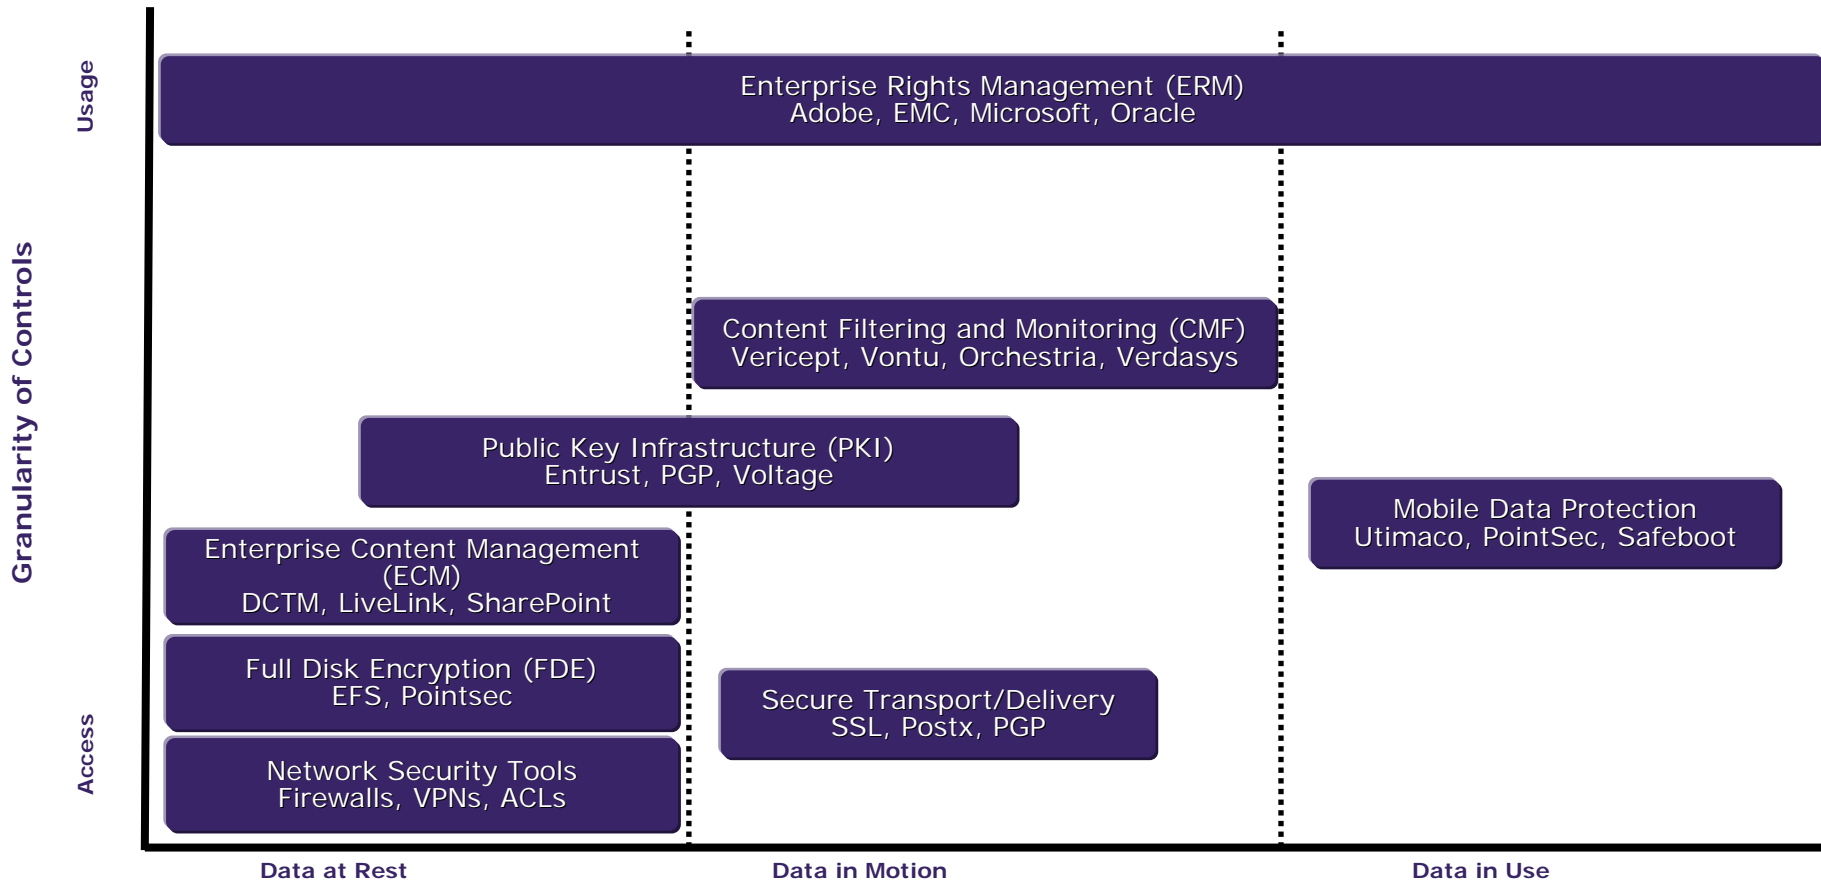 Usage
Granularity of Controls
Access
Enterprise Rights Management (ERM)
Adobe, EMC, Microsoft, Oracle
Content Filtering and Monitoring (CMF)
Vericept, Vontu, Orchestria, Verdasys
Public Key Infrastructure (PKI)
Entrust, PGP, Voltage
Mobile Data Protection
Utimaco, PointSec, Safeboot
Enterprise Content Management
(ECM)
DCTM, LiveLink, SharePoint
Full Disk Encryption (FDE)
EFS, Pointsec
Secure Transport/Delivery
SSL, Postx, PGP
Network Security Tools
Firewalls, VPNs, ACLs
Data at Rest
Data in Motion
Data in Use